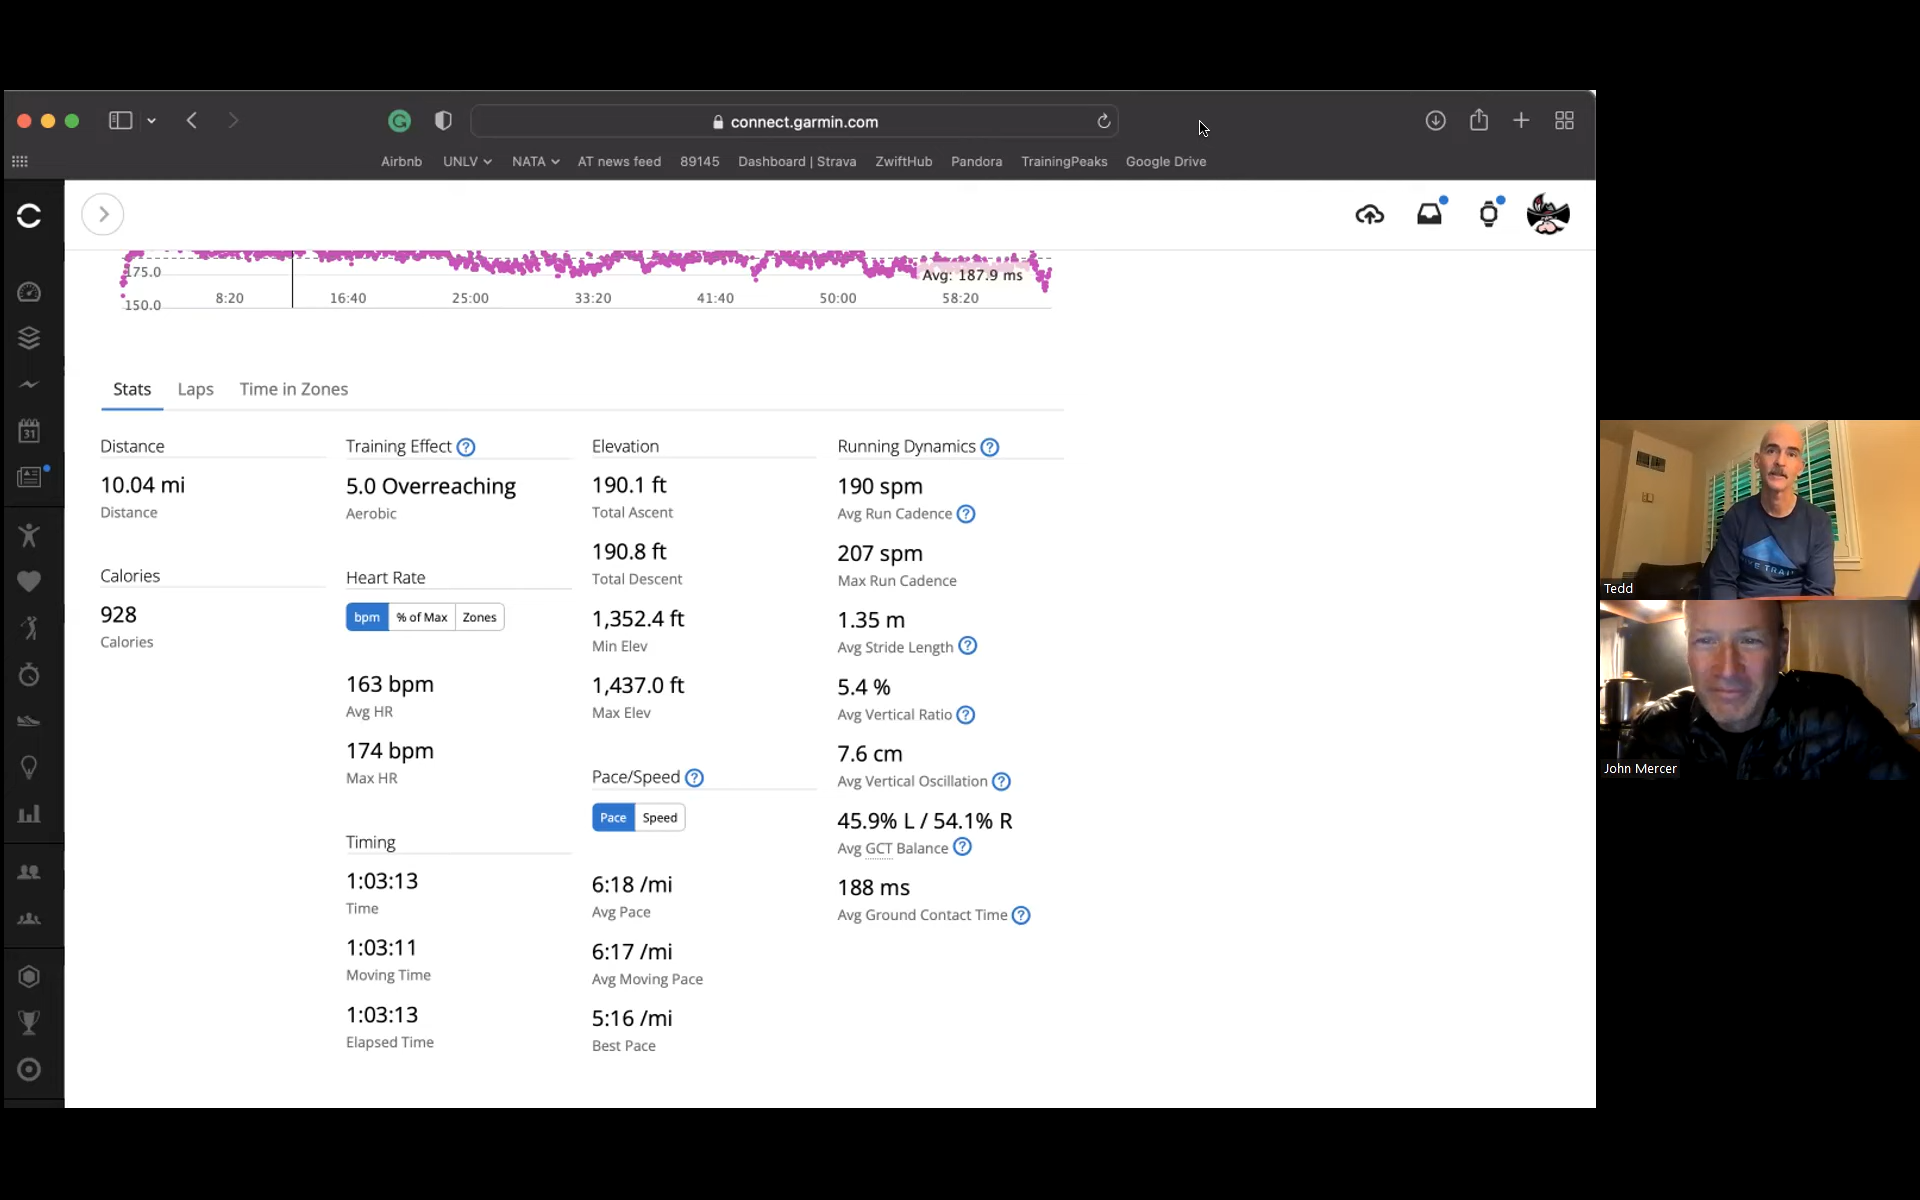 connect.garmin.com
Airbnb UNLV NATA AT news feed 89145 Dashboard | Strava ZwiftHub Pandora TrainingPeaks Google Drive
175.0
150.0
Avg: 187.9 ms
8:20 16:40 25:00 33:20 41:40 50:00 58:20
31
Stats Laps Time in Zones
Distance
10.04 mi
Distance
Calories
928
Calories
Training Effect ?
5.0 Overreaching
Aerobic
Heart Rate
bpm % of Max Zones
163 bpm
Avg HR
174 bpm
Max HR
Timing
1:03:13
Time
1:03:11
Moving Time
1:03:13
Elapsed Time
Elevation
190.1 ft
Total Ascent
190.8 ft
Total Descent
1,352.4 ft
Min Elev
1,437.0 ft
Max Elev
Pace/Speed ?
Pace Speed
6:18 /mi
Avg Pace
6:17 /mi
Avg Moving Pace
5:16 /mi
Best Pace
Running Dynamics ?
190 spm
Avg Run Cadence ?
207 spm
Max Run Cadence
1.35 m
Avg Stride Length ?
5.4 %
Avg Vertical Ratio ?
7.6 cm
Avg Vertical Oscillation ?
45.9% L / 54.1% R
Avg GCT Balance ?
188 ms
Avg Ground Contact Time ?
Tedd
John Mercer